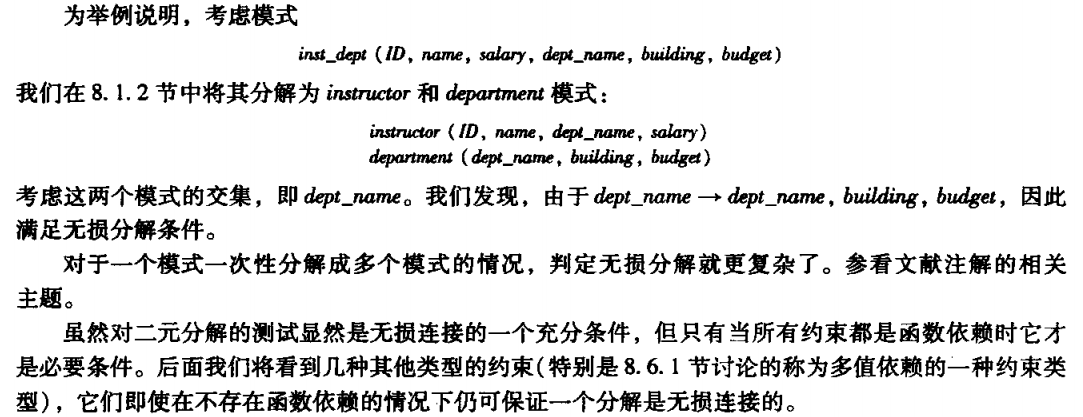 为举例说明，考虑模式
inst_dept (ID, name, salary, dept_name, building, budget)
我们在 8.1.2 节中将其分解为 instructor 和 department 模式：
instructor (ID, name, dept_name, salary)
department (dept_name, building, budget)
考虑这两个模式的交集，即 dept_name。我们发现，由于 dept_name → dept_name, building, budget，因此
满足无损分解条件。
对于一个模式一次性分解成多个模式的情况，判定无损分解就更复杂了。参看文献注解的相关
主题。
虽然对二元分解的测试显然是无损连接的一个充分条件，但只有当所有约束都是函数依赖时它才
是必要条件。后面我们将看到几种其他类型的约束(特别是 8.6.1 节讨论的称为多值依赖的一种约束类
型)，它们即使在不存在函数依赖的情况下仍可保证一个分解是无损连接的。